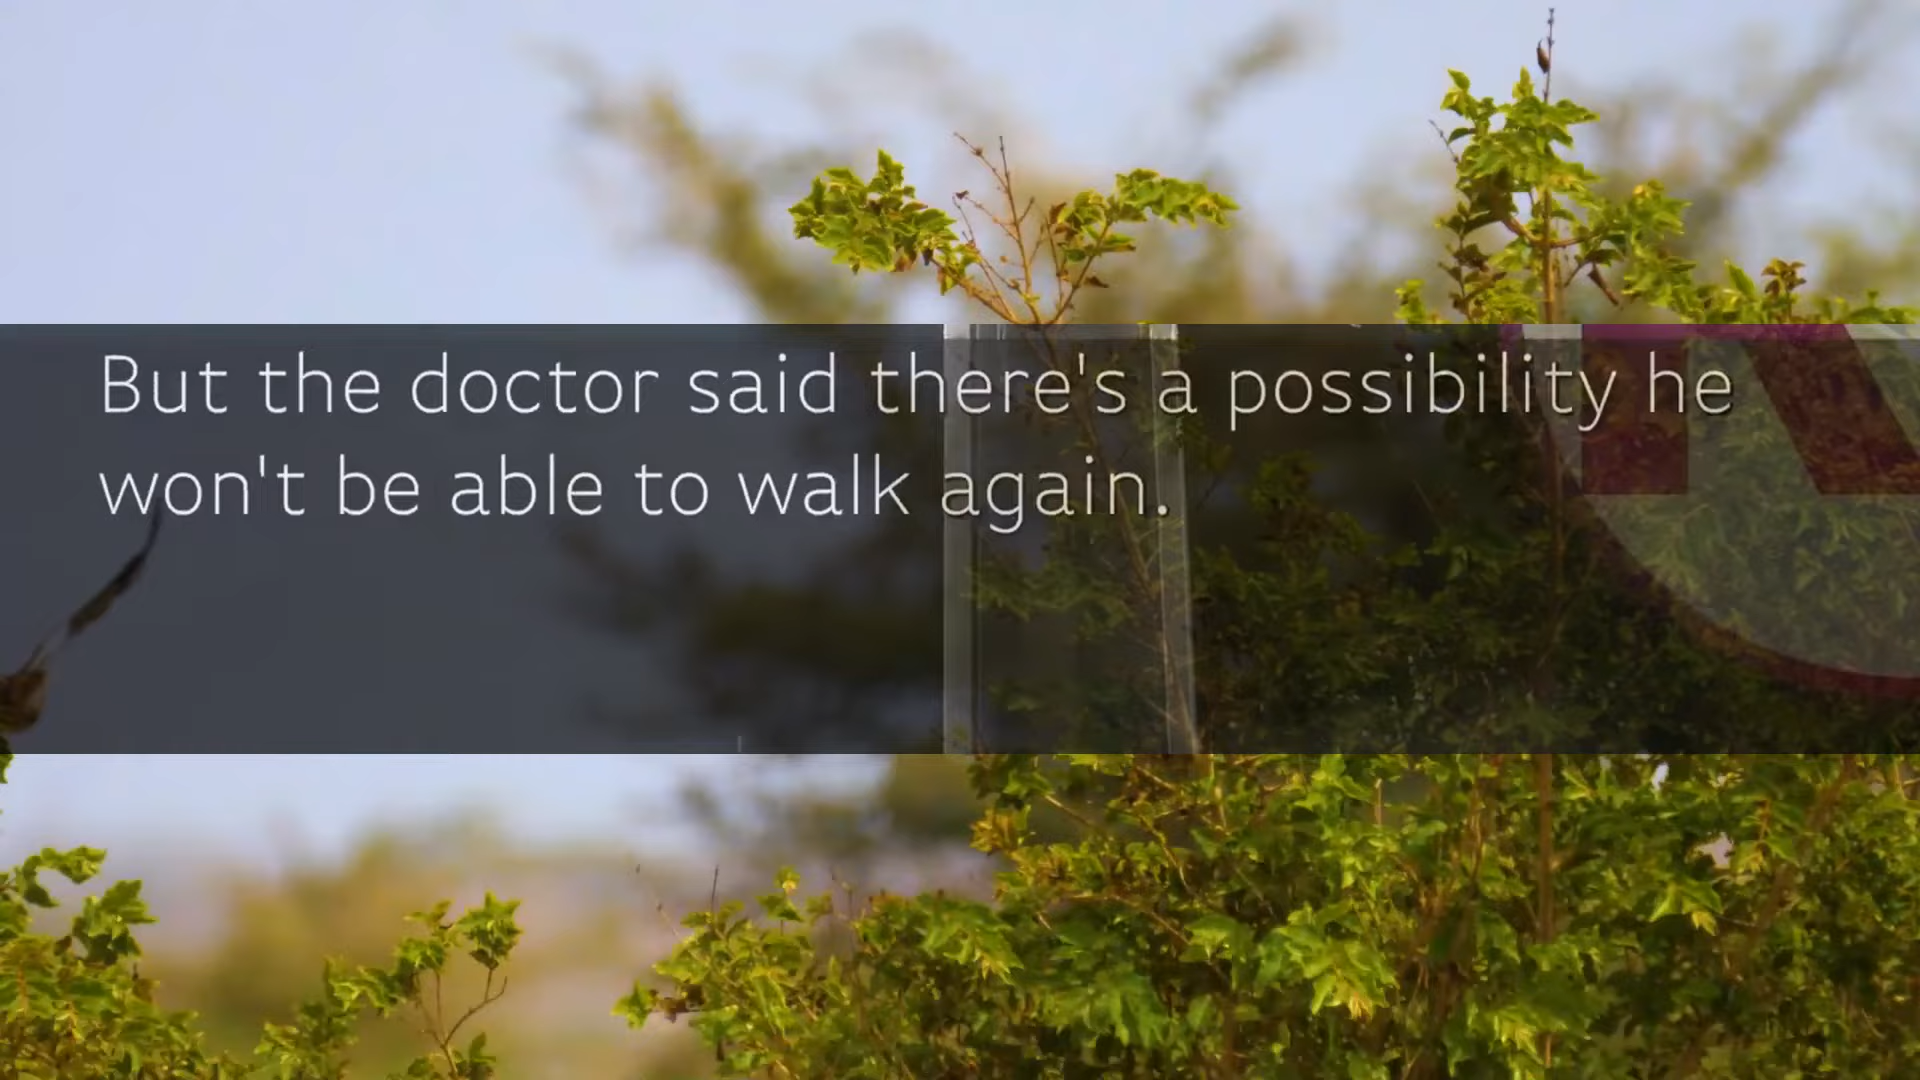 But the doctor said there's a possibility he
won't be able to walk again.